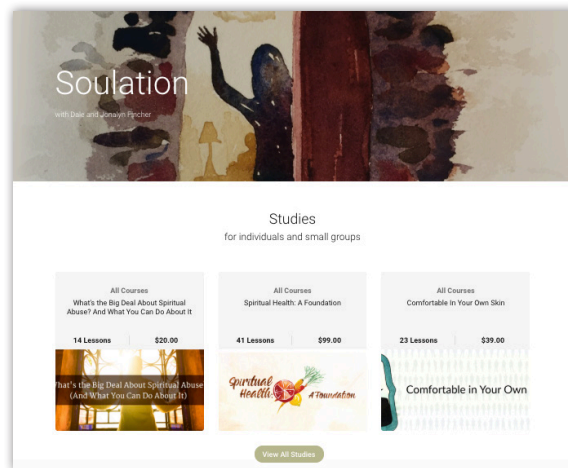 Soulation
with Dale and Jonalyn Fincher
Studies
for individuals and small groups
All Courses
What's the Big Deal About Spiritual
Abuse? And What You Can Do About It
14 Lessons
$20.00
All Courses
Spiritual Health: A Foundation
41 Lessons
$99.00
All Courses
Comfortable In Your Own Skin
23 Lessons
$39.00
hat's the Big Deal About Spiritual Abuse
(And What You Can Do About It)
Spiritual
Health:
A Foundation
Comfortable in Your Own
View All Studies